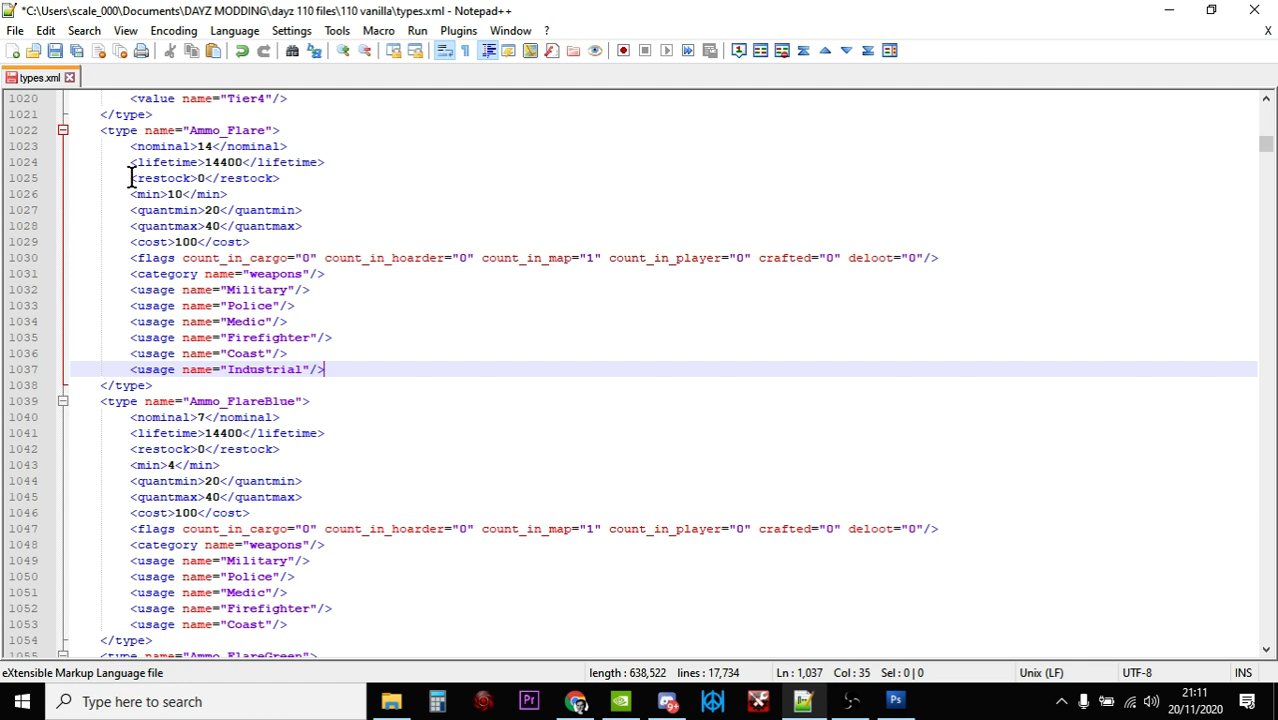 *C:\Users\scale_000\Documents\DAYZ MODDING\dayz 110 files\110 vanilla\types.xml - Notepad++
File Edit Search View Encoding Language Settings Tools Macro Run Plugins Window ? X
types.xml
1020 <value name="Tier4"/>
1021 </type>
1022 <type name="Ammo_Flare">
1023 <nominal>14</nominal>
1024 <lifetime>14400</lifetime>
1025 <restock>0</restock>
1026 <min>10</min>
1027 <quantmin>20</quantmin>
1028 <quantmax>40</quantmax>
1029 <cost>100</cost>
1030 <flags count_in_cargo="0" count_in_hoarder="0" count_in_map="1" count_in_player="0" crafted="0" deloot="0"/>
1031 <category name="weapons"/>
1032 <usage name="Military"/>
1033 <usage name="Police"/>
1034 <usage name="Medic"/>
1035 <usage name="Firefighter"/>
1036 <usage name="Coast"/>
1037 <usage name="Industrial"/>
1038 </type>
1039 <type name="Ammo_FlareBlue">
1040 <nominal>7</nominal>
1041 <lifetime>14400</lifetime>
1042 <restock>0</restock>
1043 <min>4</min>
1044 <quantmin>20</quantmin>
1045 <quantmax>40</quantmax>
1046 <cost>100</cost>
1047 <flags count_in_cargo="0" count_in_hoarder="0" count_in_map="1" count_in_player="0" crafted="0" deloot="0"/>
1048 <category name="weapons"/>
1049 <usage name="Military"/>
1050 <usage name="Police"/>
1051 <usage name="Medic"/>
1052 <usage name="Firefighter"/>
1053 <usage name="Coast"/>
1054 </type>
1055 <type name="Ammo_FlareGreen">
eXtensible Markup Language file length : 638,522 lines : 17,734 Ln : 1,037 Col : 35 Sel : 0 | 0 Unix (LF) UTF-8 INS
Type here to search Pr Ps 21:11
20/11/2020